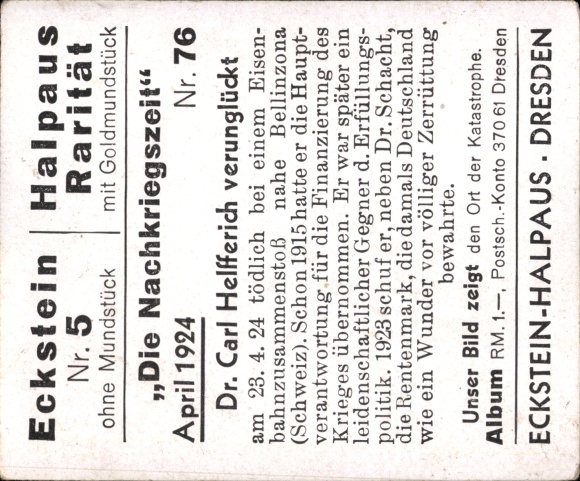 Eckstein | Halpaus
Nr. 5 | Rarität
ohne Mundstück | mit Goldmundstück
„Die Nachkriegszeit“
April 1924 Nr. 76
Dr. Carl Helfferich verunglückt
am 23. 4. 24 tödlich bei einem Eisen-
bahnzusammenstoß nahe Bellinzona
(Schweiz). Schon 1915 hatte er die Haupt-
verantwortung für die Finanzierung des
Krieges übernommen. Er war später ein
leidenschaftlicher Gegner d. Erfüllungs-
politik. 1923 schuf er, neben Dr. Schacht,
die Rentenmark, die damals Deutschland
wie ein Wunder vor völliger Zerrüttung
bewahrte.
Unser Bild zeigt den Ort der Katastrophe.
Album RM. 1.—, Postsch.-Konto 370 61 Dresden
ECKSTEIN-HALPAUS · DRESDEN